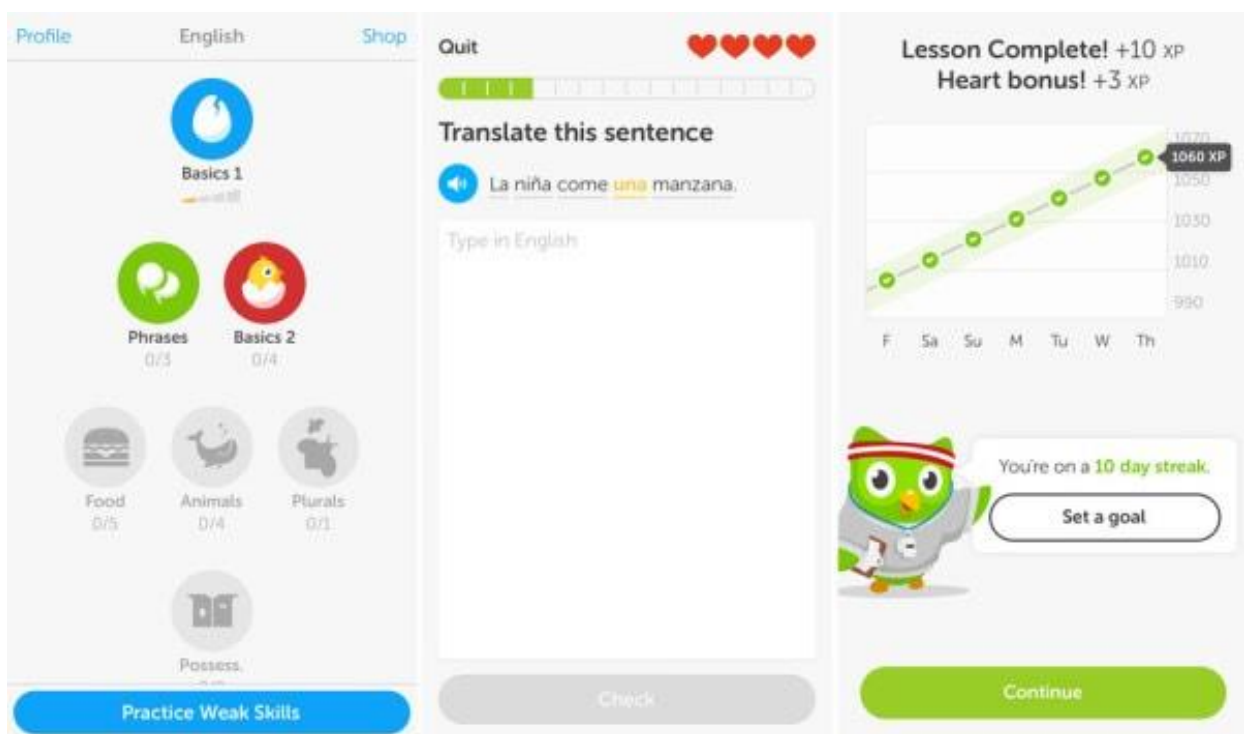 Profile English Shop
Basics 1
Phrases Basics 2
0/3 0/4
Food Animals Plurals
0/5 0/4 0/1
Possess.
Practice Weak Skills
Quit
Translate this sentence
La niña come una manzana.
Type in English
Check
Lesson Complete! +10 XP
Heart bonus! +3 XP
1070
1060 XP
1050
1030
1010
990
F Sa Su M Tu W Th
You're on a 10 day streak.
Set a goal
Continue